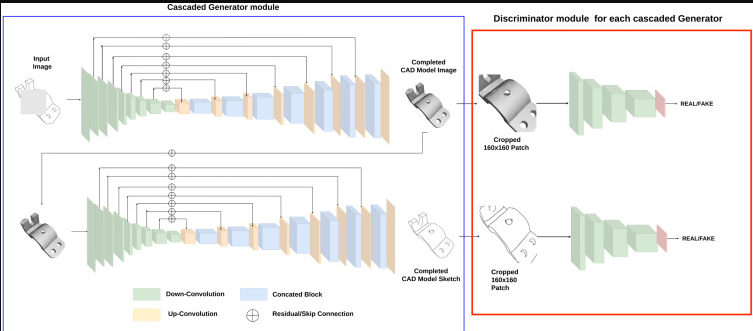 Cascaded Generator module
Discriminator module for each cascaded Generator
Input
Image
Completed
CAD Model Image
Cropped
160x160 Patch
REAL/FAKE
Completed
CAD Model Sketch
Cropped
160x160
Patch
REAL/FAKE
Down-Convolution
Concated Block
Up-Convolution
Residual/Skip Connection